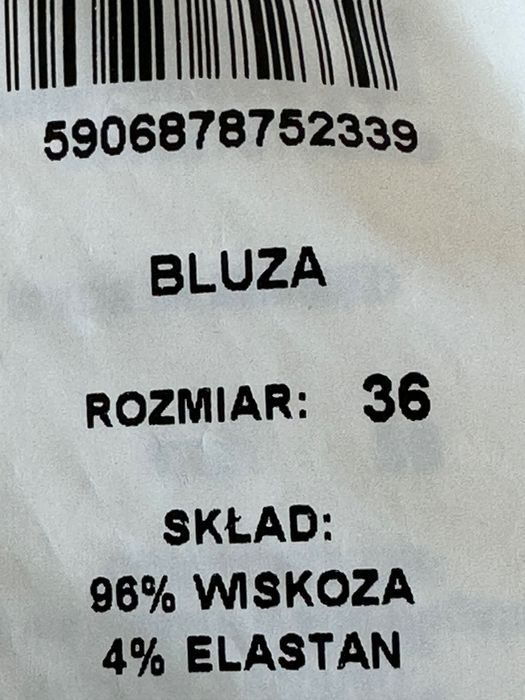 5906878752339
BLUZA
ROZMIAR: 36
SKŁAD:
96% WISKOZA
4% ELASTAN